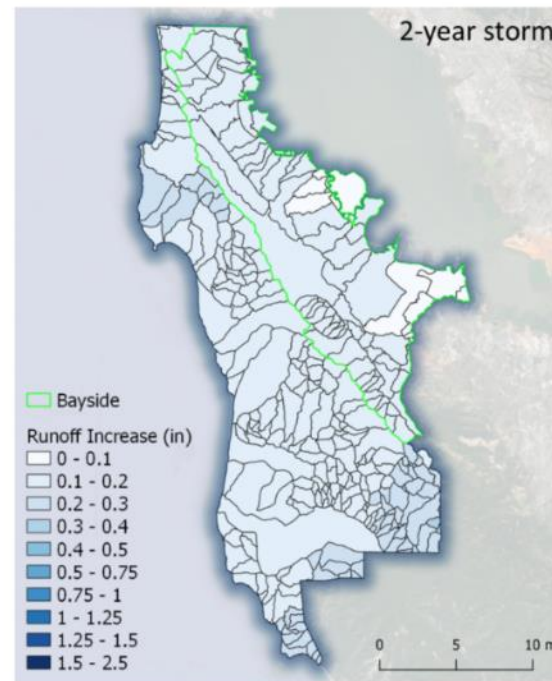 2-year storm
Bayside
Runoff Increase (in)
0 - 0.1
0.1 - 0.2
0.2 - 0.3
0.3 - 0.4
0.4 - 0.5
0.5 - 0.75
0.75 - 1
1 - 1.25
1.25 - 1.5
1.5 - 2.5
0 5 10 m